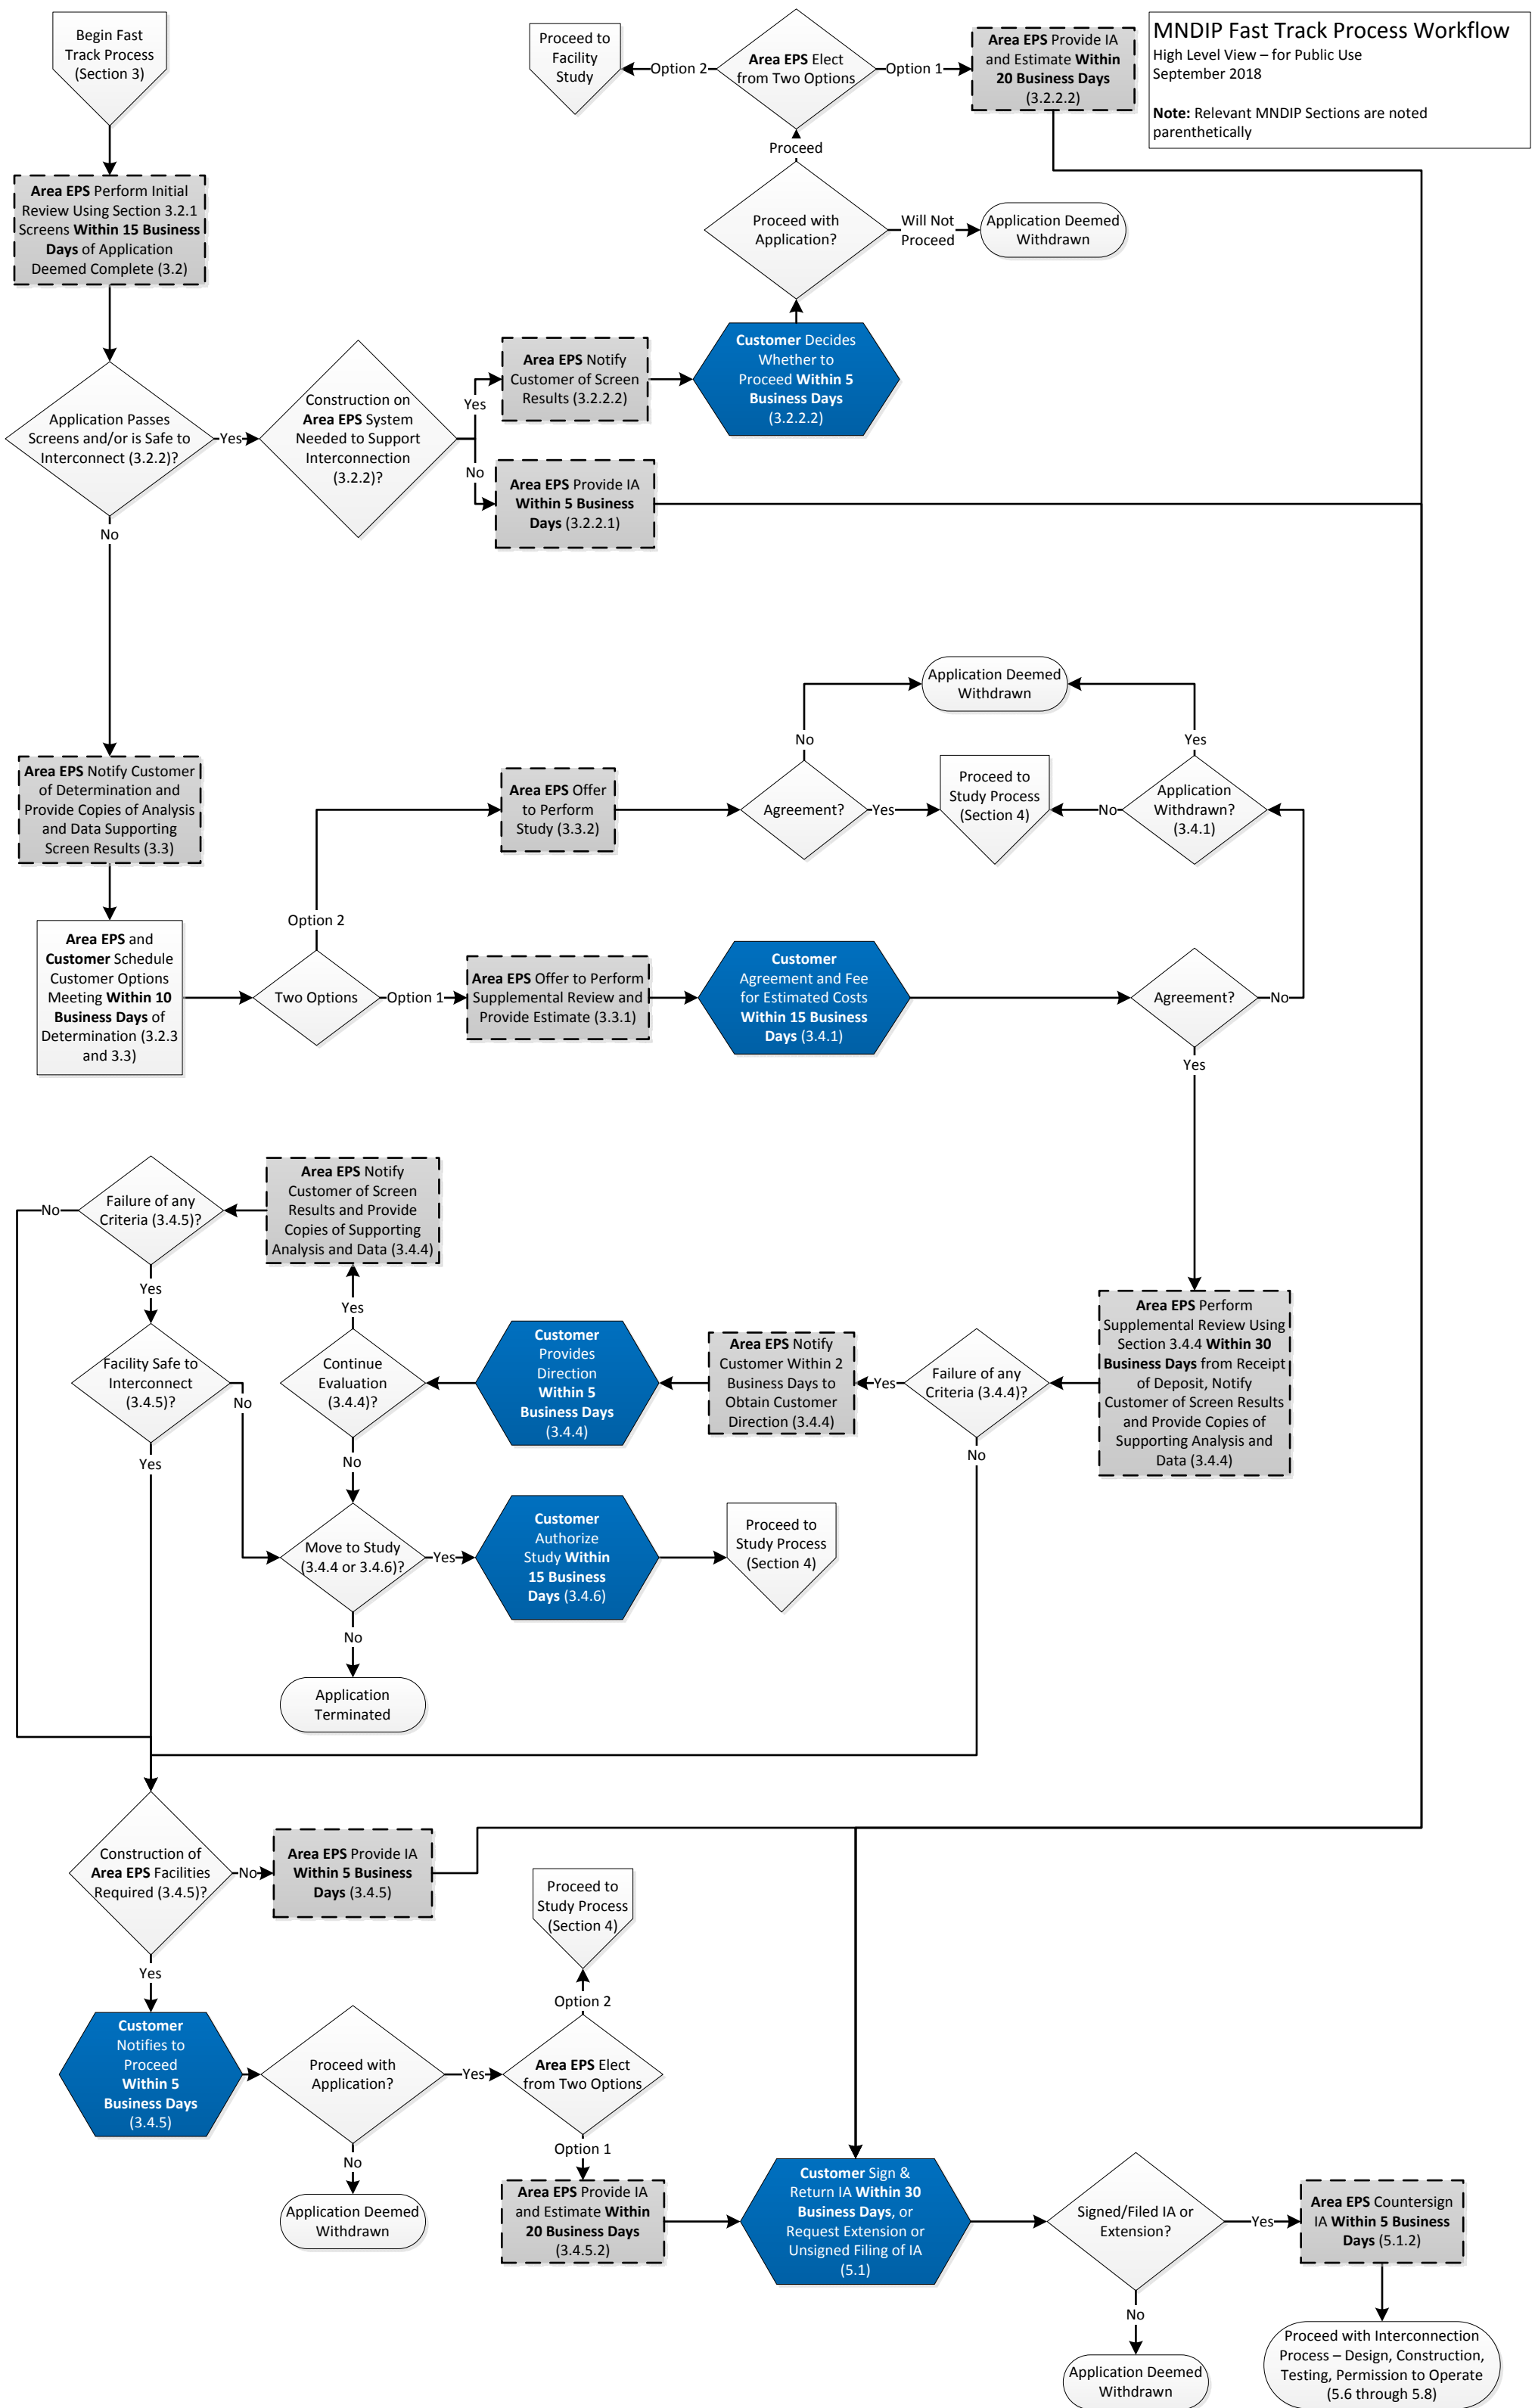 MNDIP Fast Track Process Workflow
High Level View – for Public Use
September 2018
Note: Relevant MNDIP Sections are noted
parenthetically
Begin Fast
Track Process
(Section 3)
Proceed to
Facility
Study
Option 2
Area EPS Elect
from Two Options
Option 1
Area EPS Provide IA
and Estimate Within
20 Business Days
(3.2.2.2)
Proceed
Area EPS Perform Initial
Review Using Section 3.2.1
Screens Within 15 Business
Days of Application
Deemed Complete (3.2)
Proceed with
Application?
Will Not
Proceed
Application Deemed
Withdrawn
Application Passes
Screens and/or is Safe to
Interconnect (3.2.2)?
Yes
Construction on
Area EPS System
Needed to Support
Interconnection
(3.2.2)?
Yes
Area EPS Notify
Customer of Screen
Results (3.2.2.2)
Customer Decides
Whether to
Proceed Within 5
Business Days
(3.2.2.2)
No
Area EPS Provide IA
Within 5 Business
Days (3.2.2.1)
No
Application Deemed
Withdrawn
No
Yes
Area EPS Notify Customer
of Determination and
Provide Copies of Analysis
and Data Supporting
Screen Results (3.3)
Area EPS Offer
to Perform
Study (3.3.2)
Agreement?
Yes
Proceed to
Study Process
(Section 4)
No
Application
Withdrawn?
(3.4.1)
Option 2
Area EPS and
Customer Schedule
Customer Options
Meeting Within 10
Business Days of
Determination (3.2.3
and 3.3)
Two Options
Option 1
Area EPS Offer to Perform
Supplemental Review and
Provide Estimate (3.3.1)
Customer
Agreement and Fee
for Estimated Costs
Within 15 Business
Days (3.4.1)
Agreement?
No
Yes
No
Failure of any
Criteria (3.4.5)?
Area EPS Notify
Customer of Screen
Results and Provide
Copies of Supporting
Analysis and Data (3.4.4)
Yes
Yes
Facility Safe to
Interconnect
(3.4.5)?
No
Continue
Evaluation
(3.4.4)?
Customer
Provides
Direction
Within 5
Business Days
(3.4.4)
Area EPS Notify
Customer Within 2
Business Days to
Obtain Customer
Direction (3.4.4)
Yes
Failure of any
Criteria (3.4.4)?
Area EPS Perform
Supplemental Review Using
Section 3.4.4 Within 30
Business Days from Receipt
of Deposit, Notify
Customer of Screen Results
and Provide Copies of
Supporting Analysis and
Data (3.4.4)
Yes
No
No
Move to Study
(3.4.4 or 3.4.6)?
Yes
Customer
Authorize
Study Within
15 Business
Days (3.4.6)
Proceed to
Study Process
(Section 4)
No
Application
Terminated
Construction of
Area EPS Facilities
Required (3.4.5)?
No
Area EPS Provide IA
Within 5 Business
Days (3.4.5)
Proceed to
Study Process
(Section 4)
Yes
Option 2
Customer
Notifies to
Proceed
Within 5
Business Days
(3.4.5)
Proceed with
Application?
Yes
Area EPS Elect
from Two Options
No
Option 1
Application Deemed
Withdrawn
Area EPS Provide IA
and Estimate Within
20 Business Days
(3.4.5.2)
Customer Sign &
Return IA Within 30
Business Days, or
Request Extension or
Unsigned Filing of IA
(5.1)
Signed/Filed IA or
Extension?
Yes
Area EPS Countersign
IA Within 5 Business
Days (5.1.2)
No
Application Deemed
Withdrawn
Proceed with Interconnection
Process – Design, Construction,
Testing, Permission to Operate
(5.6 through 5.8)